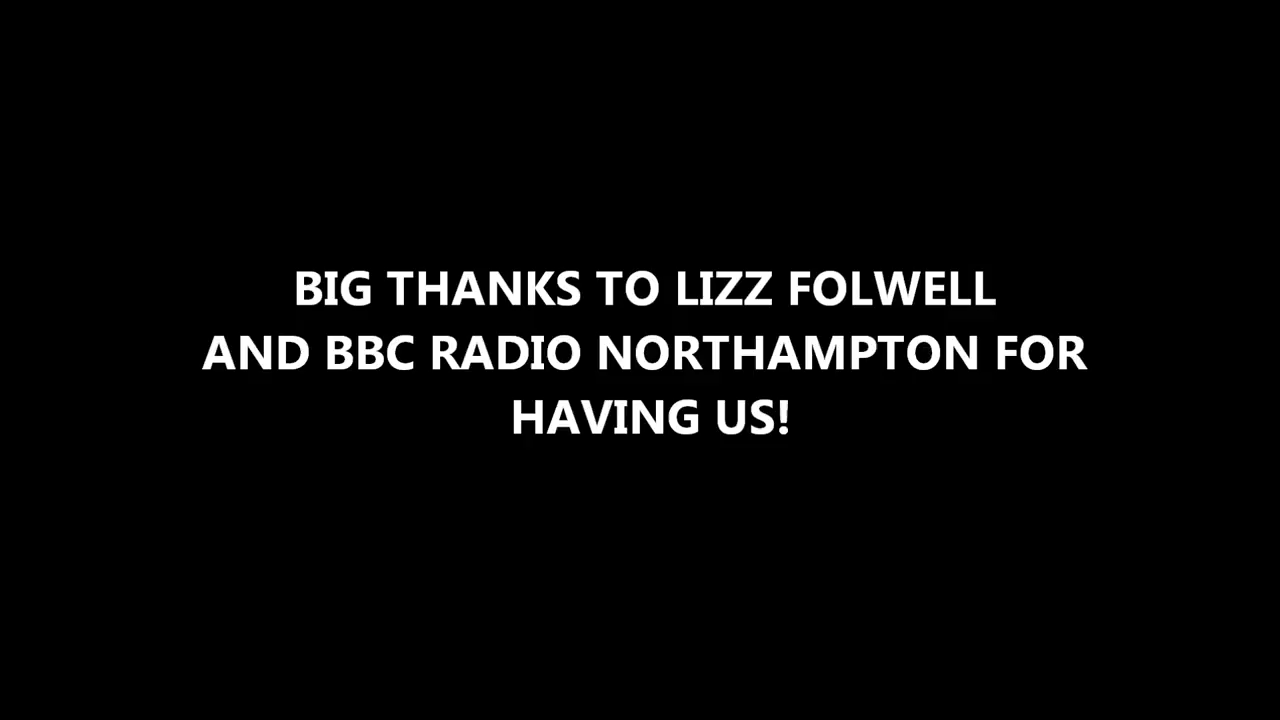 BIG THANKS TO LIZZ FOLWELL
AND BBC RADIO NORTHAMPTON FOR
HAVING US!